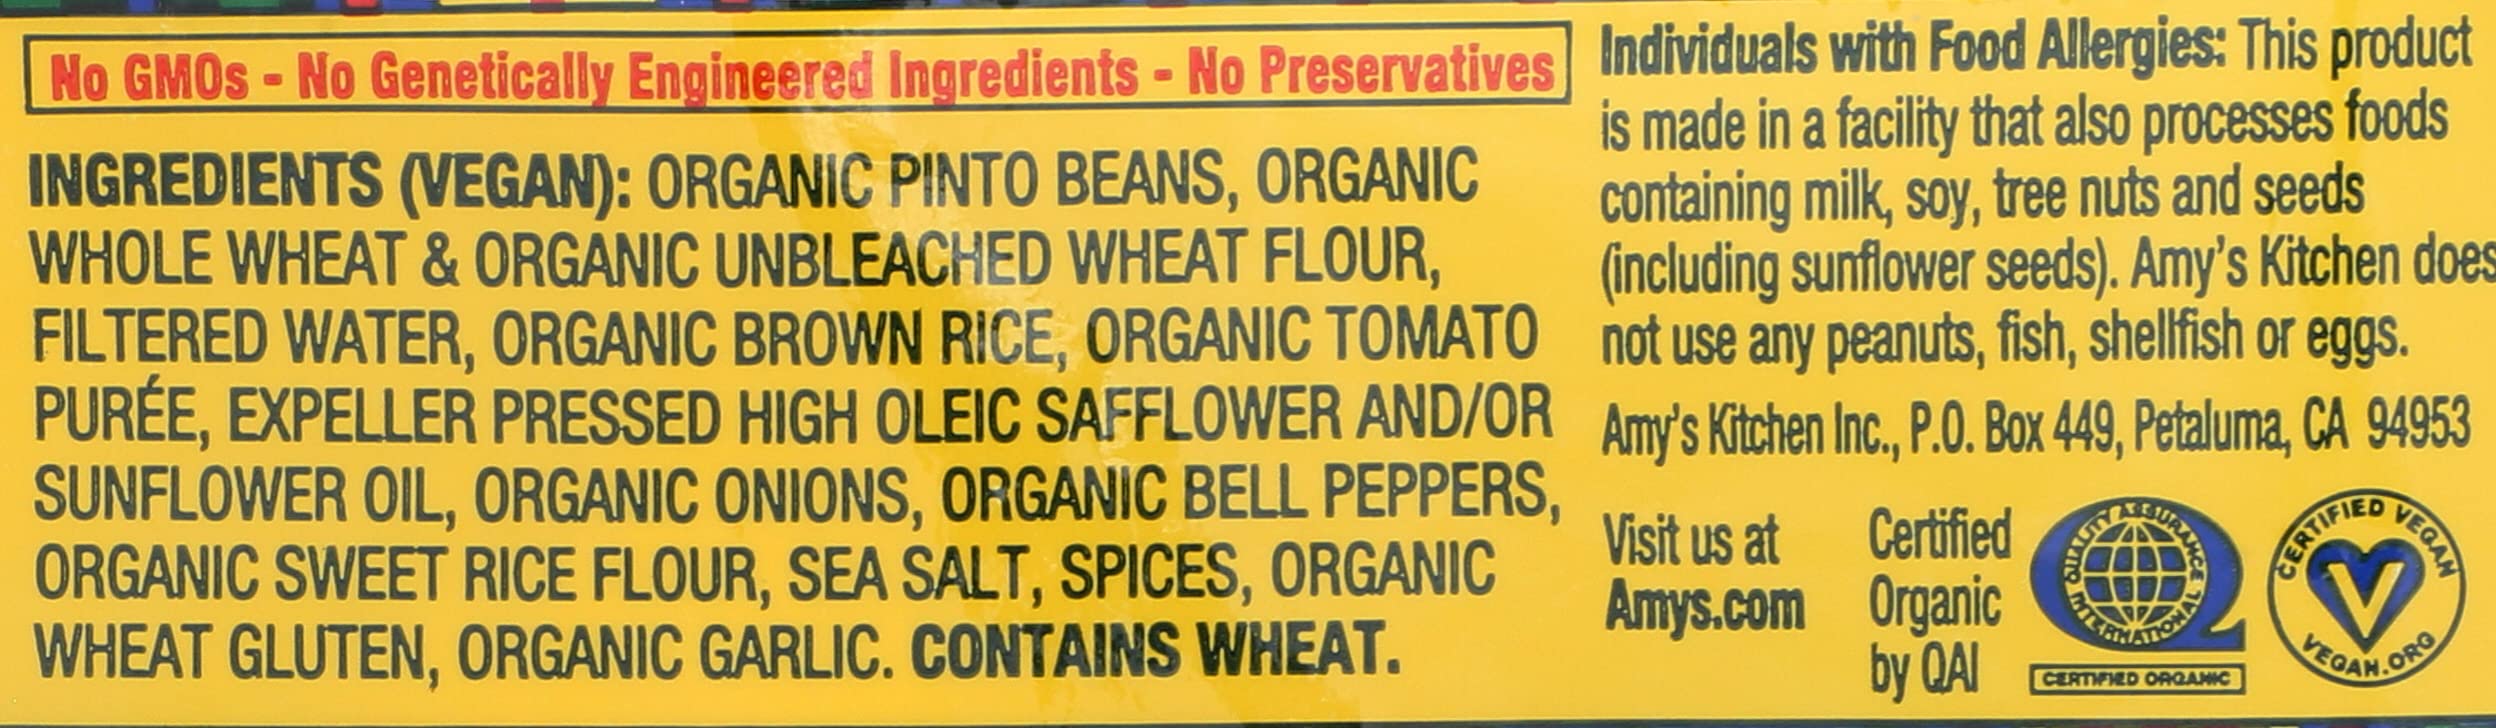 No GMOs - No Genetically Engineered Ingredients - No Preservatives
INGREDIENTS (VEGAN): ORGANIC PINTO BEANS, ORGANIC
WHOLE WHEAT & ORGANIC UNBLEACHED WHEAT FLOUR,
FILTERED WATER, ORGANIC BROWN RICE, ORGANIC TOMATO
PURÉE, EXPELLER PRESSED HIGH OLEIC SAFFLOWER AND/OR
SUNFLOWER OIL, ORGANIC ONIONS, ORGANIC BELL PEPPERS,
ORGANIC SWEET RICE FLOUR, SEA SALT, SPICES, ORGANIC
WHEAT GLUTEN, ORGANIC GARLIC. CONTAINS WHEAT.
Individuals with Food Allergies: This product
is made in a facility that also processes foods
containing milk, soy, tree nuts and seeds
(including sunflower seeds). Amy's Kitchen does
not use any peanuts, fish, shellfish or eggs.
Amy's Kitchen Inc., P.O. Box 449, Petaluma, CA 94953
Visit us at
Amys.com
Certified
Organic
by QAI
QUALITY ASSURANCE
INTERNATIONAL
CERTIFIED ORGANIC
CERTIFIED VEGAN
V
VEGAN.ORG